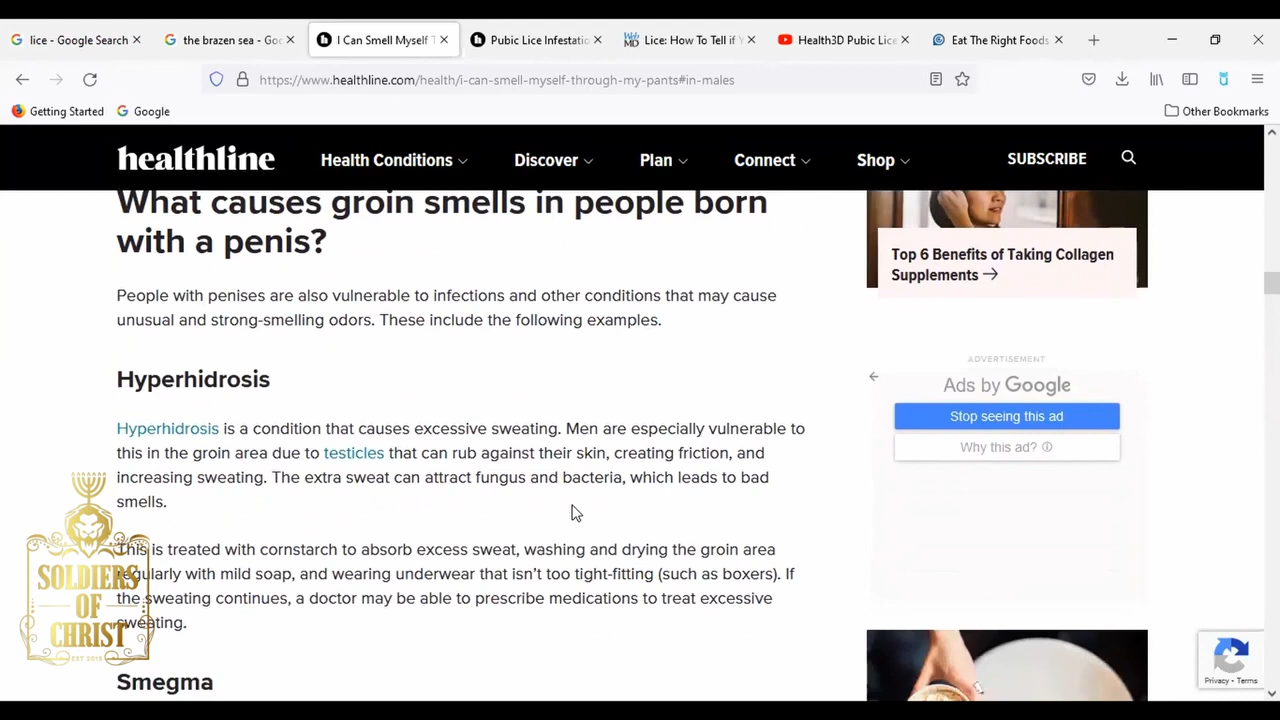 lice - Google Search
the brazen sea - Goo
I Can Smell Myself T
Pubic Lice Infestatio
WebMD
Lice: How To Tell if Y
Health3D Pubic Lice
Eat The Right Foods
https://www.healthline.com/health/i-can-smell-myself-through-my-pants#in-males
Getting Started
Google
Other Bookmarks
healthline
Health Conditions
Discover
Plan
Connect
Shop
SUBSCRIBE
What causes groin smells in people born
with a penis?
People with penises are also vulnerable to infections and other conditions that may cause
unusual and strong-smelling odors. These include the following examples.
Hyperhidrosis
Hyperhidrosis is a condition that causes excessive sweating. Men are especially vulnerable to
this in the groin area due to testicles that can rub against their skin, creating friction, and
increasing sweating. The extra sweat can attract fungus and bacteria, which leads to bad
smells.
This is treated with cornstarch to absorb excess sweat, washing and drying the groin area
regularly with mild soap, and wearing underwear that isn't too tight-fitting (such as boxers). If
the sweating continues, a doctor may be able to prescribe medications to treat excessive
sweating.
Smegma
Top 6 Benefits of Taking Collagen
Supplements →
ADVERTISEMENT
Ads by Google
Stop seeing this ad
Why this ad?
Privacy - Terms
SOLDIERS
OF
CHRIST
EST 2013